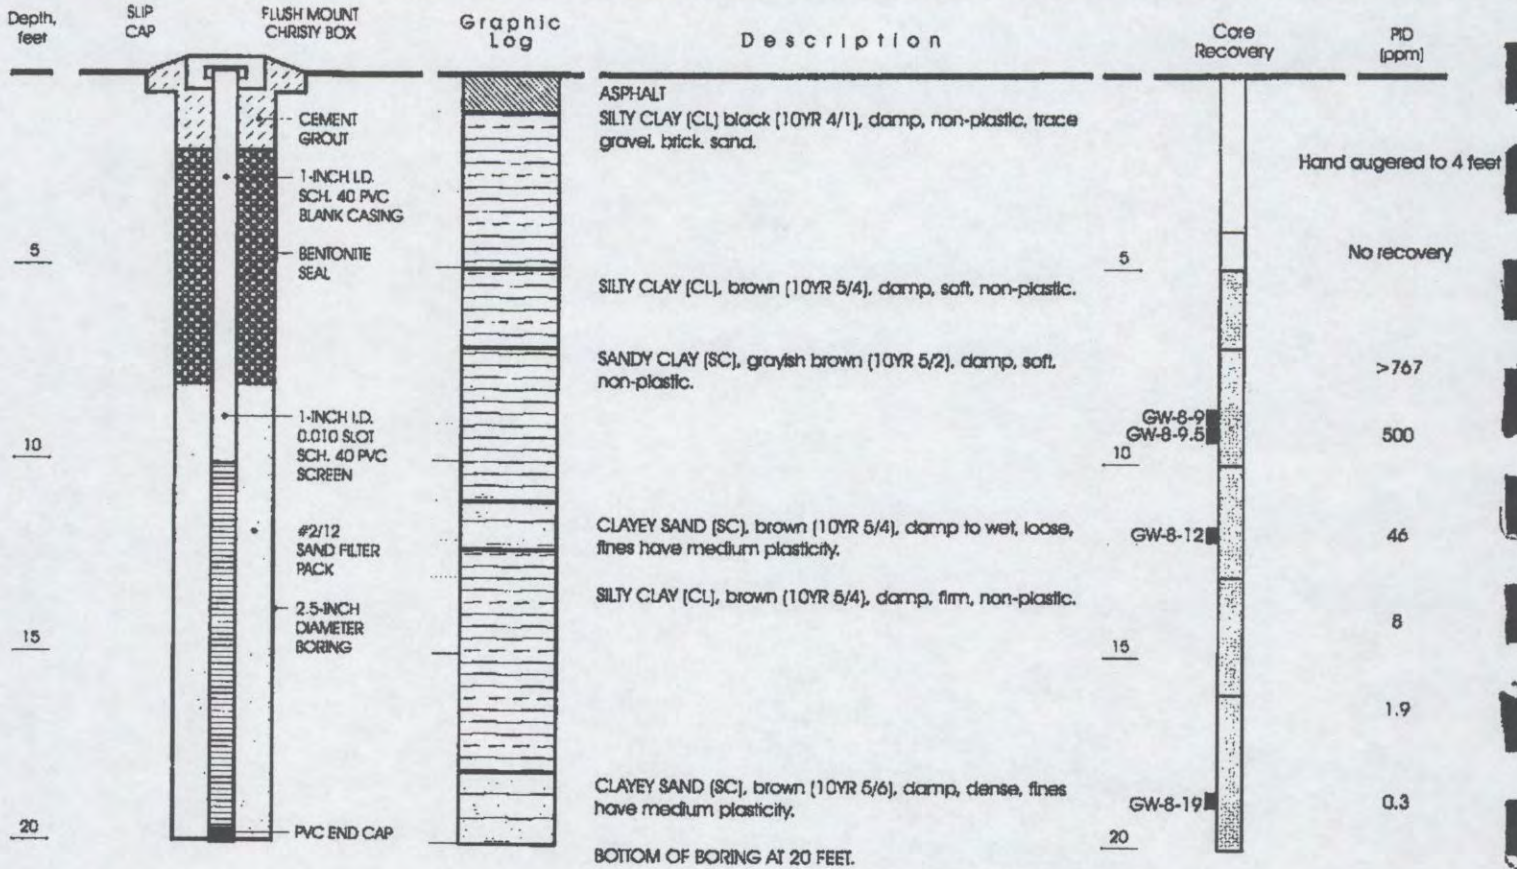 Depth,
feet
SLIP
CAP
FLUSH MOUNT
CHRISTY BOX
Graphic
Log
Description
Core
Recovery
PID
(ppm)
ASPHALT
SILTY CLAY (CL) black (10YR 4/1), damp, non-plastic, trace
gravel, brick, sand.
CEMENT
GROUT
Hand augered to 4 feet
1-INCH I.D.
SCH. 40 PVC
BLANK CASING
5
BENTONITE
SEAL
5
No recovery
SILTY CLAY (CL), brown (10YR 5/4), damp, soft, non-plastic.
SANDY CLAY (SC), grayish brown (10YR 5/2), damp, soft,
non-plastic.
>767
1-INCH I.D.
0.010 SLOT
SCH. 40 PVC
SCREEN
GW-8-9
GW-8-9.5
500
10
10
#2/12
SAND FILTER
PACK
CLAYEY SAND (SC), brown (10YR 5/4), damp to wet, loose,
fines have medium plasticity.
GW-8-12
46
SILTY CLAY (CL), brown (10YR 5/4), damp, firm, non-plastic.
2.5-INCH
DIAMETER
BORING
8
15
15
1.9
CLAYEY SAND (SC), brown (10YR 5/6), damp, dense, fines
have medium plasticity.
GW-8-19
0.3
20
PVC END CAP
20
BOTTOM OF BORING AT 20 FEET.